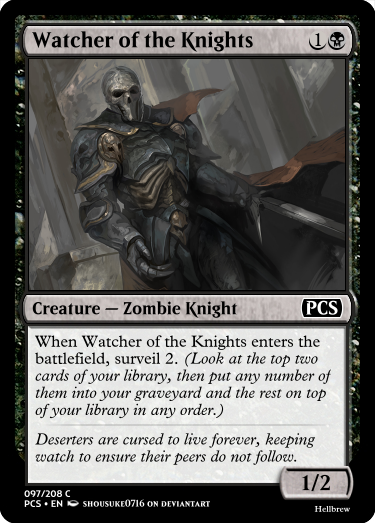 Watcher of the Knights 1
Creature — Zombie Knight PCS
When Watcher of the Knights enters the
battlefield, surveil 2. (Look at the top two
cards of your library, then put any number of
them into your graveyard and the rest on top
of your library in any order.)
Deserters are cursed to live forever, keeping
watch to ensure their peers do not follow.
1/2
097/208 C
PCS • EN SHOUSUKE0716 ON DEVIANTART
Hellbrew